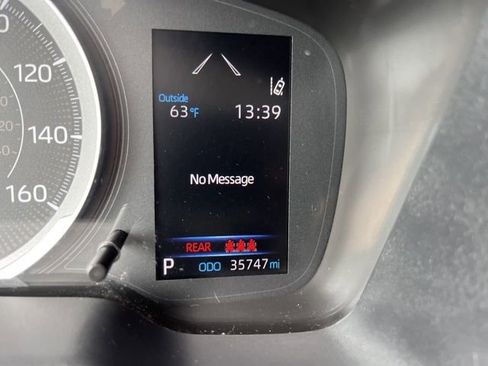 120
140
160
Outside
63°F 13:39
No Message
REAR
P ODO 35747 mi